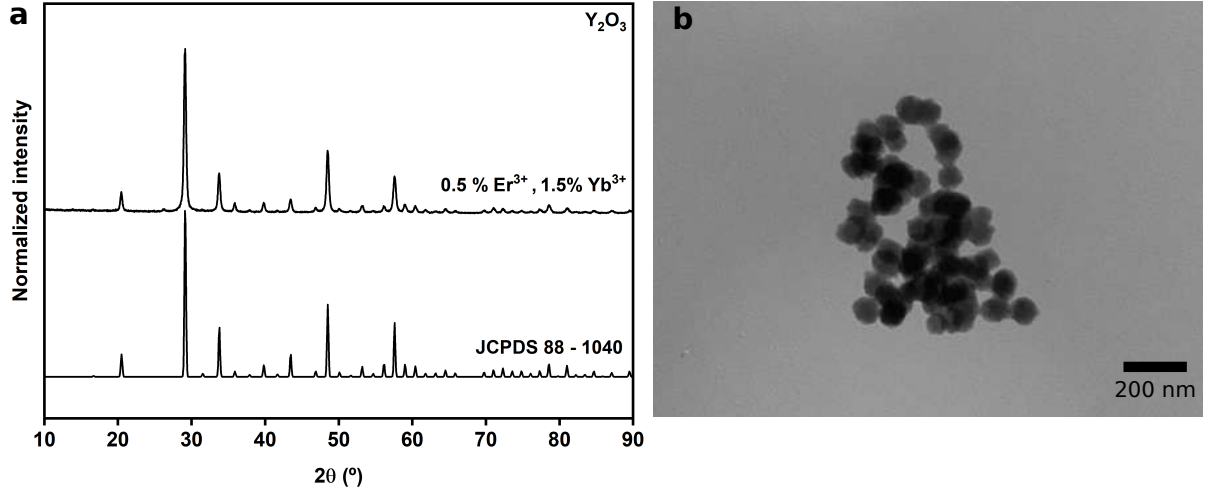 a
Y₂O₃
Normalized intensity
0.5 % Er³⁺ , 1.5% Yb³⁺
JCPDS 88 - 1040
10 20 30 40 50 60 70 80 90
2θ (º)
b
200 nm